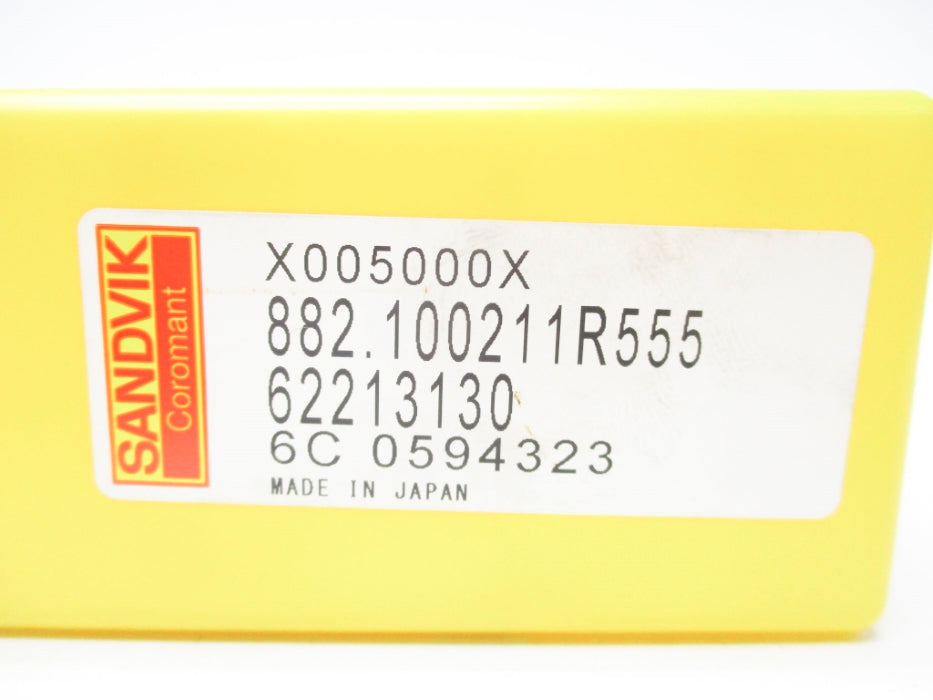 SANDVIK
Coromant
X005000X
882.100211R555
62213130
6C 0594323
MADE IN JAPAN